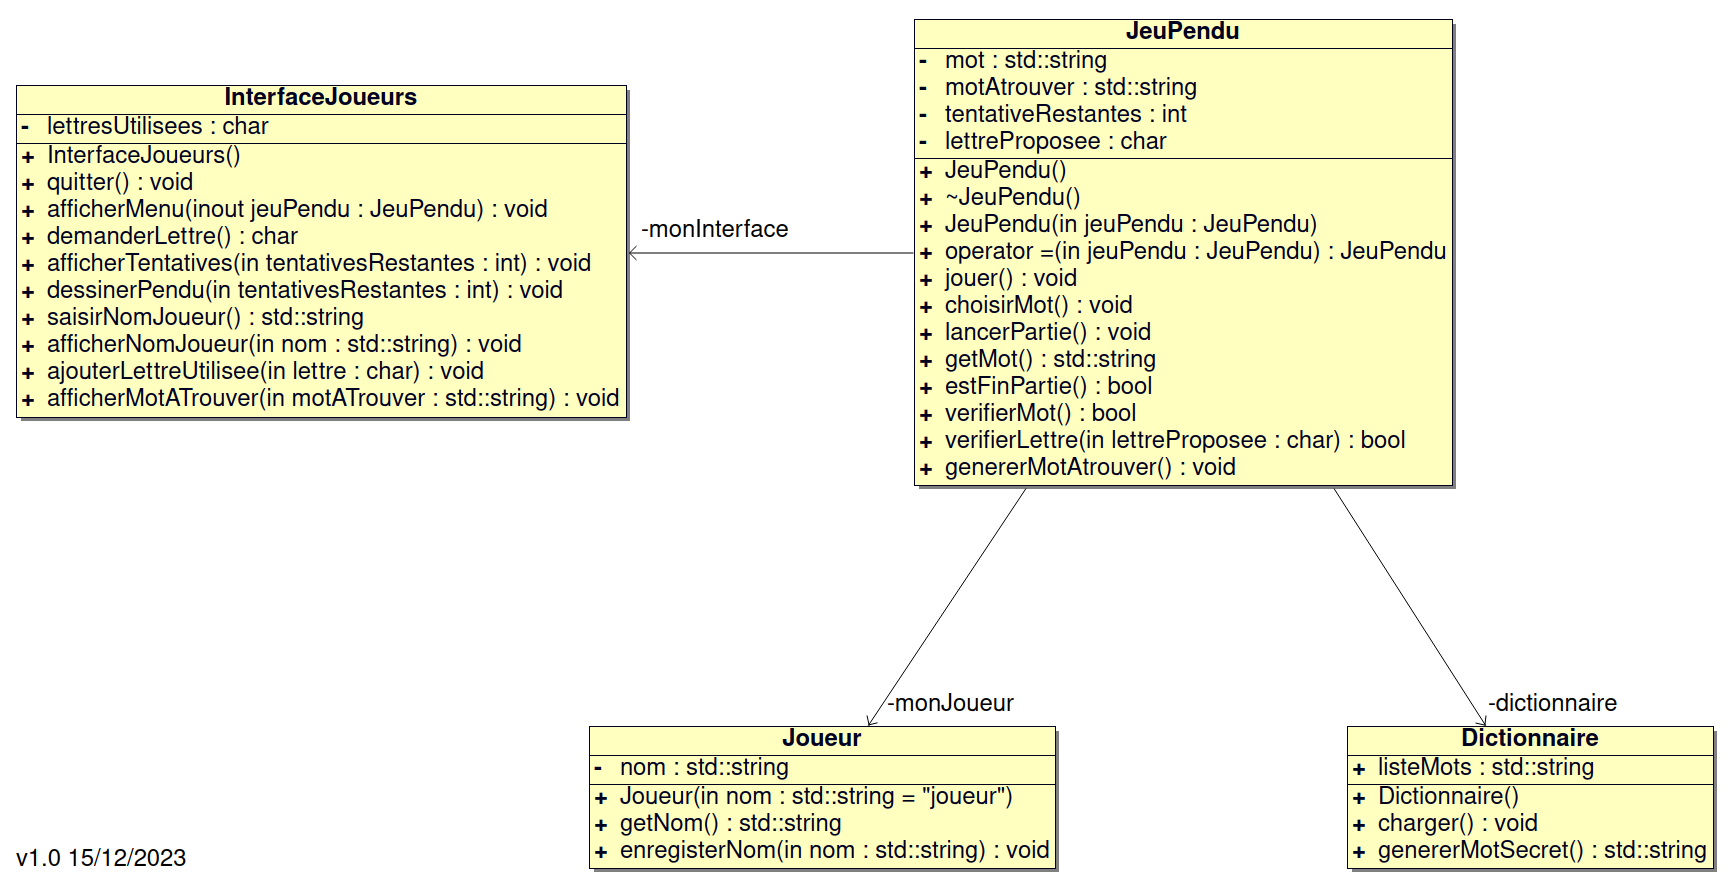 InterfaceJoueurs
- lettresUtilisees : char
+ InterfaceJoueurs()
+ quitter() : void
+ afficherMenu(inout jeuPendu : JeuPendu) : void
+ demanderLettre() : char
+ afficherTentatives(in tentativesRestantes : int) : void
+ dessinerPendu(in tentativesRestantes : int) : void
+ saisirNomJoueur() : std::string
+ afficherNomJoueur(in nom : std::string) : void
+ ajouterLettreUtilisee(in lettre : char) : void
+ afficherMotATrouver(in motATrouver : std::string) : void
-monInterface
JeuPendu
- mot : std::string
- motAtrouver : std::string
- tentativeRestantes : int
- lettreProposee : char
+ JeuPendu()
+ ~JeuPendu()
+ JeuPendu(in jeuPendu : JeuPendu)
+ operator =(in jeuPendu : JeuPendu) : JeuPendu
+ jouer() : void
+ choisirMot() : void
+ lancerPartie() : void
+ getMot() : std::string
+ estFinPartie() : bool
+ verifierMot() : bool
+ verifierLettre(in lettreProposee : char) : bool
+ genererMotAtrouver() : void
-monJoueur
-dictionnaire
Joueur
- nom : std::string
+ Joueur(in nom : std::string = "joueur")
+ getNom() : std::string
+ enregisterNom(in nom : std::string) : void
Dictionnaire
+ listeMots : std::string
+ Dictionnaire()
+ charger() : void
+ genererMotSecret() : std::string
v1.0 15/12/2023